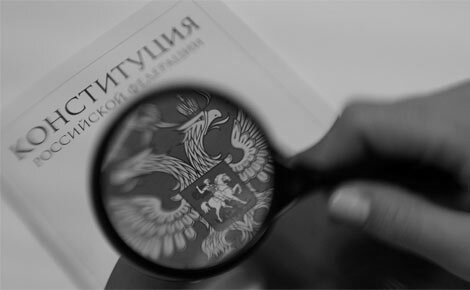 КОНСТИТУЦИЯ
РОССИЙСКОЙ ФЕДЕРАЦИИ